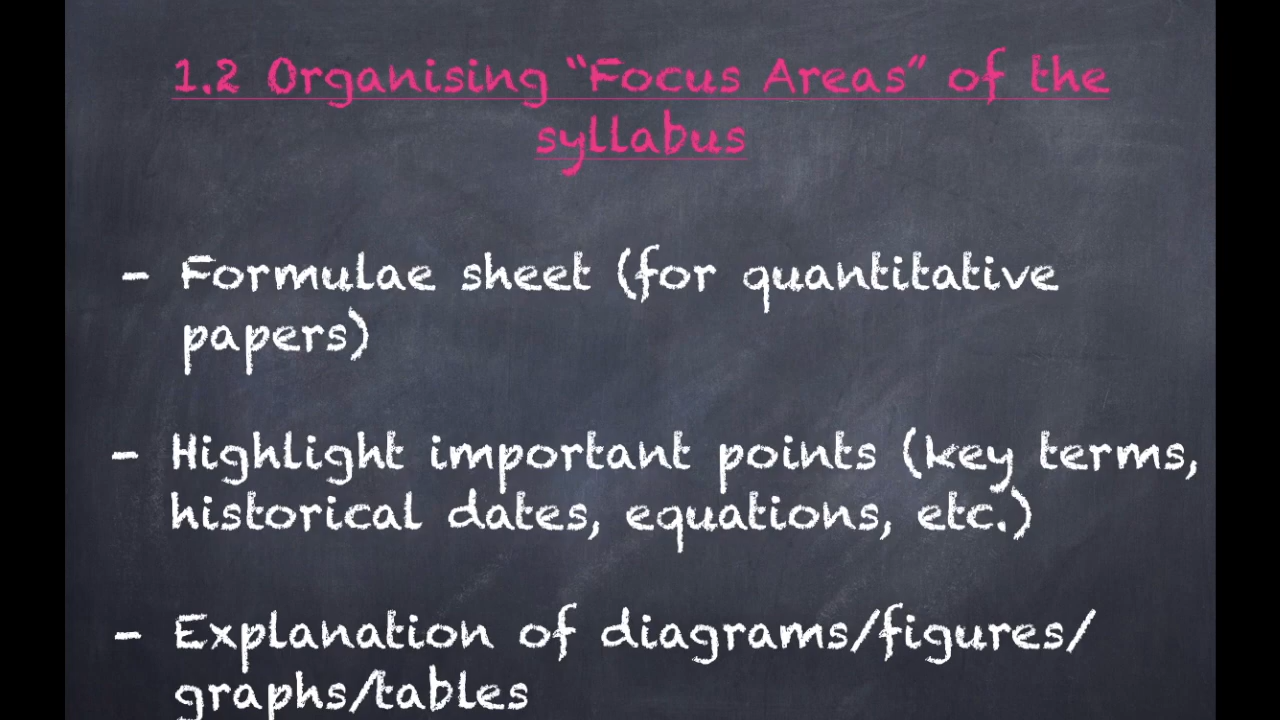 1.2 Organising “Focus Areas” of the
syllabus
- Formulae sheet (for quantitative
papers)
- Highlight important points (key terms,
historical dates, equations, etc.)
- Explanation of diagrams/figures/
graphs/tables